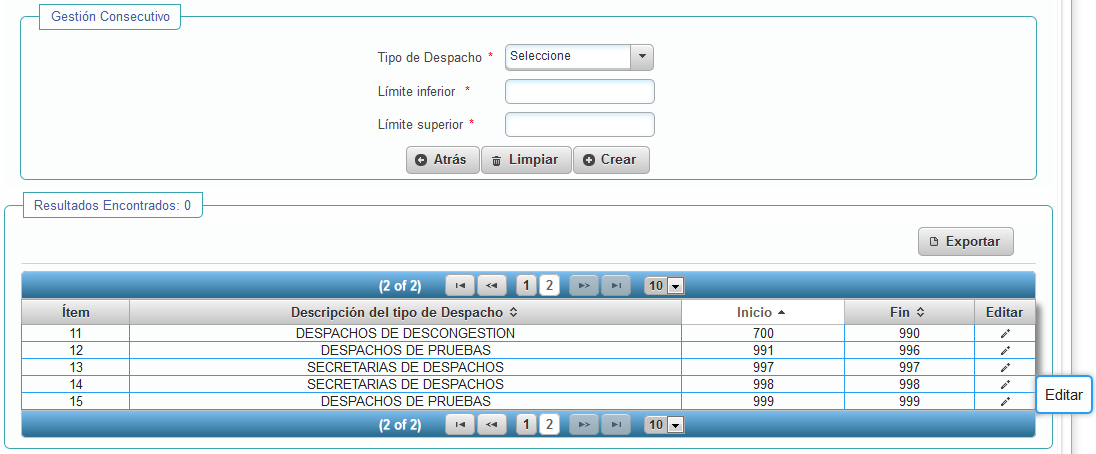 Gestión Consecutivo
Tipo de Despacho * Seleccione
Límite inferior *
Límite superior *
Atrás Limpiar Crear
Resultados Encontrados: 0
Exportar
(2 of 2) 1 2 10
Ítem Descripción del tipo de Despacho Inicio Fin Editar
11 DESPACHOS DE DESCONGESTION 700 990
12 DESPACHOS DE PRUEBAS 991 996
13 SECRETARIAS DE DESPACHOS 997 997
14 SECRETARIAS DE DESPACHOS 998 998
15 DESPACHOS DE PRUEBAS 999 999
Editar
(2 of 2) 1 2 10